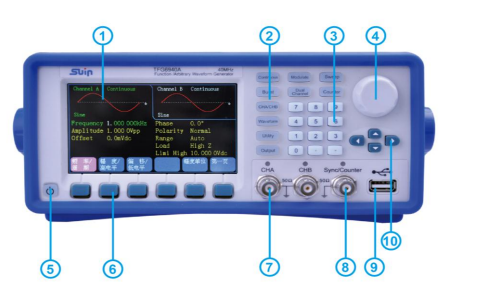 1
2
3
4
Suin
TFG6940A
40MHz
Function/Arbitrary Waveform Generator
Channel A Continuous
Channel B Continuous
Sine
Sine
Frequency 1.000 000kHz
Phase 0.0°
Amplitude 1.000 0Vpp
Polarity Normal
Offset 0.0mVdc
Range Auto
Load High Z
Limi High 10.000 0Vdc
Continuous
Modulate
Sweep
Burst
Dual Channel
Counter
CHA/CHB
7
8
Waveform
4
5
Utility
1
2
3
Output
0
.
-
CHA
CHB
Sync/Counter
50Ω
50Ω
5
6
7
8
9
10